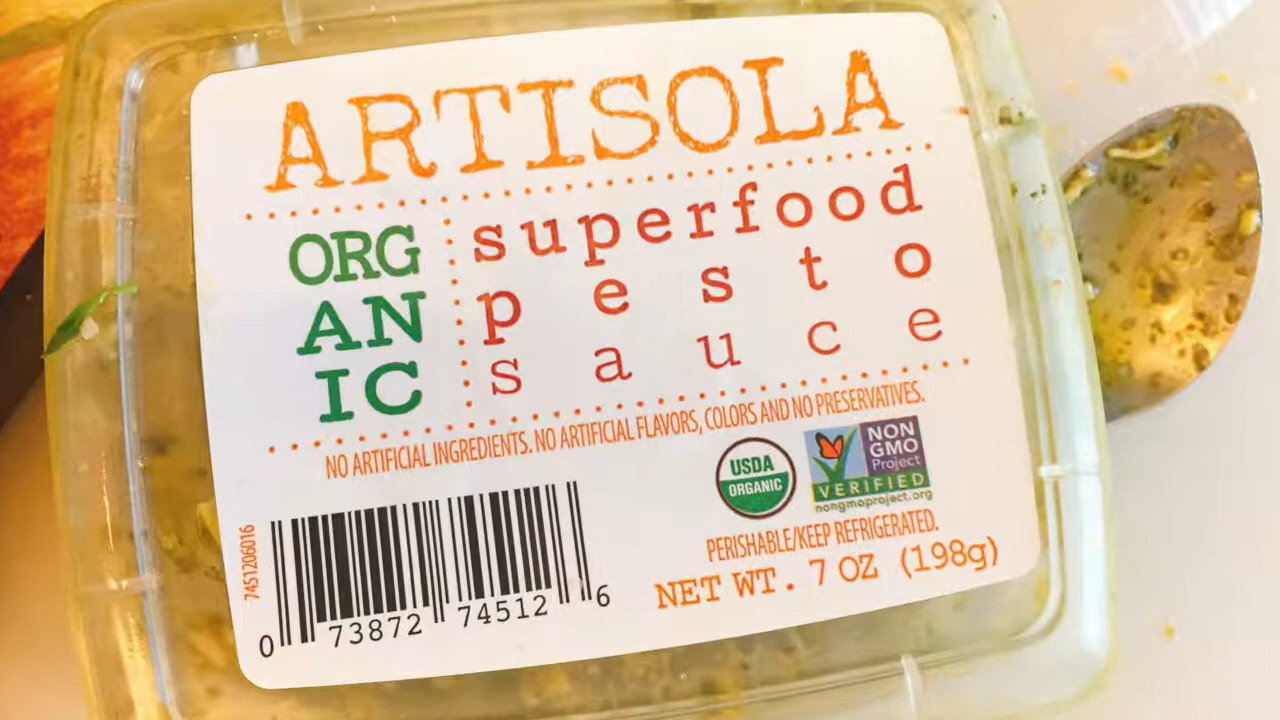 ARTISOLA
ORG
AN
IC
superfood
pesto
sauce
NO ARTIFICIAL INGREDIENTS. NO ARTIFICIAL FLAVORS, COLORS AND NO PRESERVATIVES.
USDA
ORGANIC
NON
GMO
Project
VERIFIED
nongmoproject.org
PERISHABLE/KEEP REFRIGERATED.
NET WT. 7 OZ (198g)
7451206016
0 73872 74512 6